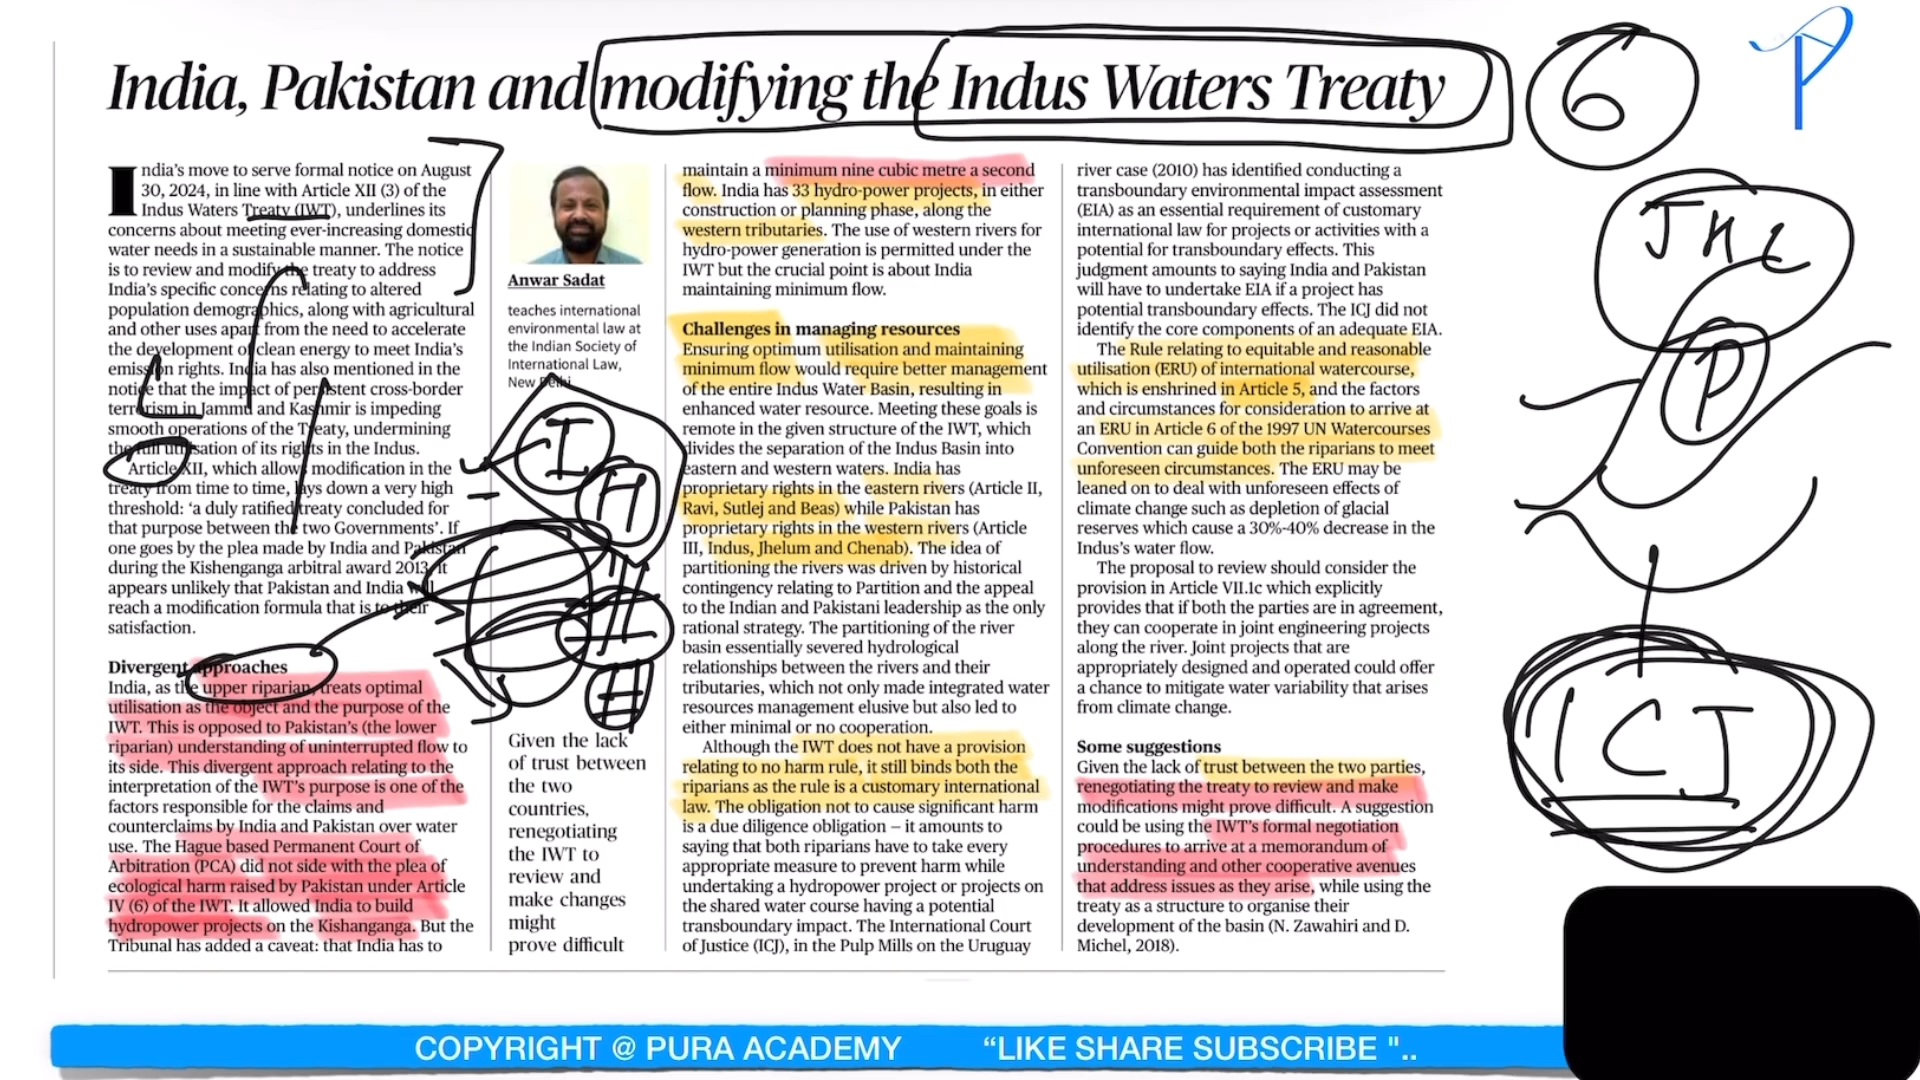 India, Pakistan and modifying the Indus Waters Treaty
6
P
India's move to serve formal notice on August
30, 2024, in line with Article XII (3) of the
Indus Waters Treaty (IWT), underlines its
concerns about meeting ever-increasing domestic
water needs in a sustainable manner. The notice
is to review and modify the treaty to address
India's specific concerns relating to altered
population demographics, along with agricultural
and other uses apart from the need to accelerate
the development of clean energy to meet India's
emission rights. India has also mentioned in the
notice that the impact of persistent cross-border
terrorism in Jammu and Kashmir is impeding
smooth operations of the Treaty, undermining
the full utilisation of its rights in the Indus.
Article XII, which allows modification in the
treaty from time to time, lays down a very high
threshold: 'a duly ratified treaty concluded for
that purpose between the two Governments'. If
one goes by the plea made by India and Pakistan
during the Kishenganga arbitral award 2013, it
appears unlikely that Pakistan and India will
reach a modification formula that is to their
satisfaction.
Divergent approaches
India, as the upper riparian, treats optimal
utilisation as the object and the purpose of the
IWT. This is opposed to Pakistan's (the lower
riparian) understanding of uninterrupted flow to
its side. This divergent approach relating to the
interpretation of the IWT's purpose is one of the
factors responsible for the claims and
counterclaims by India and Pakistan over water
use. The Hague based Permanent Court of
Arbitration (PCA) did not side with the plea of
ecological harm raised by Pakistan under Article
IV (6) of the IWT. It allowed India to build
hydropower projects on the Kishanganga. But the
Tribunal has added a caveat: that India has to
Anwar Sadat
teaches international
environmental law at
the Indian Society of
International Law,
New Delhi
I
H
Given the lack
of trust between
the two
countries,
renegotiating
the IWT to
review and
make changes
might
prove difficult
maintain a minimum nine cubic metre a second
flow. India has 33 hydro-power projects, in either
construction or planning phase, along the
western tributaries. The use of western rivers for
hydro-power generation is permitted under the
IWT but the crucial point is about India
maintaining minimum flow.
Challenges in managing resources
Ensuring optimum utilisation and maintaining
minimum flow would require better management
of the entire Indus Water Basin, resulting in
enhanced water resource. Meeting these goals is
remote in the given structure of the IWT, which
divides the separation of the Indus Basin into
eastern and western waters. India has
proprietary rights in the eastern rivers (Article II,
Ravi, Sutlej and Beas) while Pakistan has
proprietary rights in the western rivers (Article
III, Indus, Jhelum and Chenab). The idea of
partitioning the rivers was driven by historical
contingency relating to Partition and the appeal
to the Indian and Pakistani leadership as the only
rational strategy. The partitioning of the river
basin essentially severed hydrological
relationships between the rivers and their
tributaries, which not only made integrated water
resources management elusive but also led to
either minimal or no cooperation.
Although the IWT does not have a provision
relating to no harm rule, it still binds both the
riparians as the rule is a customary international
law. The obligation not to cause significant harm
is a due diligence obligation – it amounts to
saying that both riparians have to take every
appropriate measure to prevent harm while
undertaking a hydropower project or projects on
the shared water course having a potential
transboundary impact. The International Court
of Justice (ICJ), in the Pulp Mills on the Uruguay
river case (2010) has identified conducting a
transboundary environmental impact assessment
(EIA) as an essential requirement of customary
international law for projects or activities with a
potential for transboundary effects. This
judgment amounts to saying India and Pakistan
will have to undertake EIA if a project has
potential transboundary effects. The ICJ did not
identify the core components of an adequate EIA.
The Rule relating to equitable and reasonable
utilisation (ERU) of international watercourse,
which is enshrined in Article 5, and the factors
and circumstances for consideration to arrive at
an ERU in Article 6 of the 1997 UN Watercourses
Convention can guide both the riparians to meet
unforeseen circumstances. The ERU may be
leaned on to deal with unforeseen effects of
climate change such as depletion of glacial
reserves which cause a 30%-40% decrease in the
Indus's water flow.
The proposal to review should consider the
provision in Article VII.1c which explicitly
provides that if both the parties are in agreement,
they can cooperate in joint engineering projects
along the river. Joint projects that are
appropriately designed and operated could offer
a chance to mitigate water variability that arises
from climate change.
Some suggestions
Given the lack of trust between the two parties,
renegotiating the treaty to review and make
modifications might prove difficult. A suggestion
could be using the IWT's formal negotiation
procedures to arrive at a memorandum of
understanding and other cooperative avenues
that address issues as they arise, while using the
treaty as a structure to organise their
development of the basin (N. Zawahiri and D.
Michel, 2018).
P
ICJ
COPYRIGHT @ PURA ACADEMY "LIKE SHARE SUBSCRIBE "..